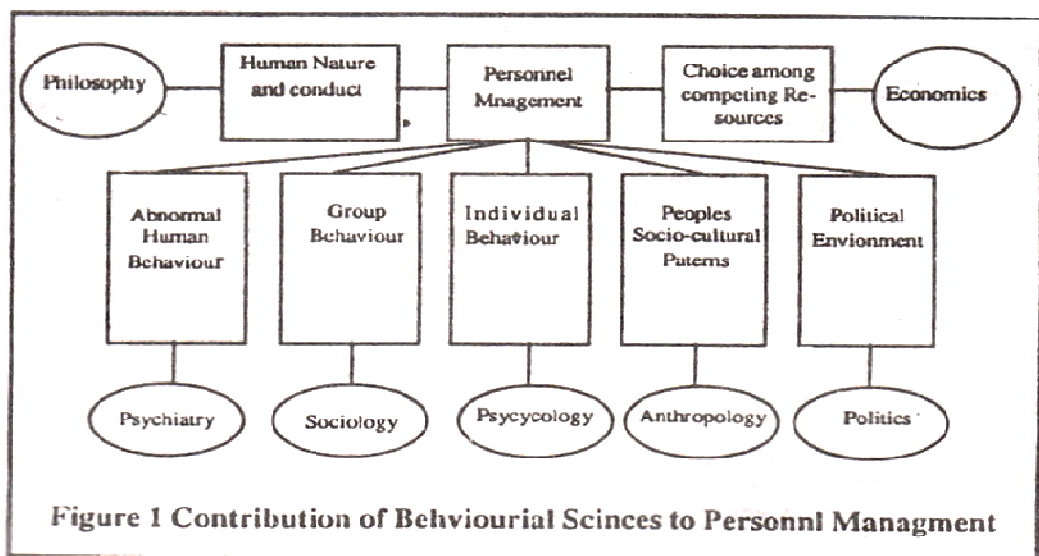 Philosophy
Human Nature
and conduct
Personnel
Mnagement
Choice among
competing Re-
sources
Economics
Abnormal
Human
Behaviour
Group
Behaviour
Individual
Behaviour
Peoples
Socio-cultural
Paterns
Political
Envionment
Psychiatry
Sociology
Psycycology
Anthropology
Politics
Figure 1 Contribution of Behviourial Scinces to Personnl Managment